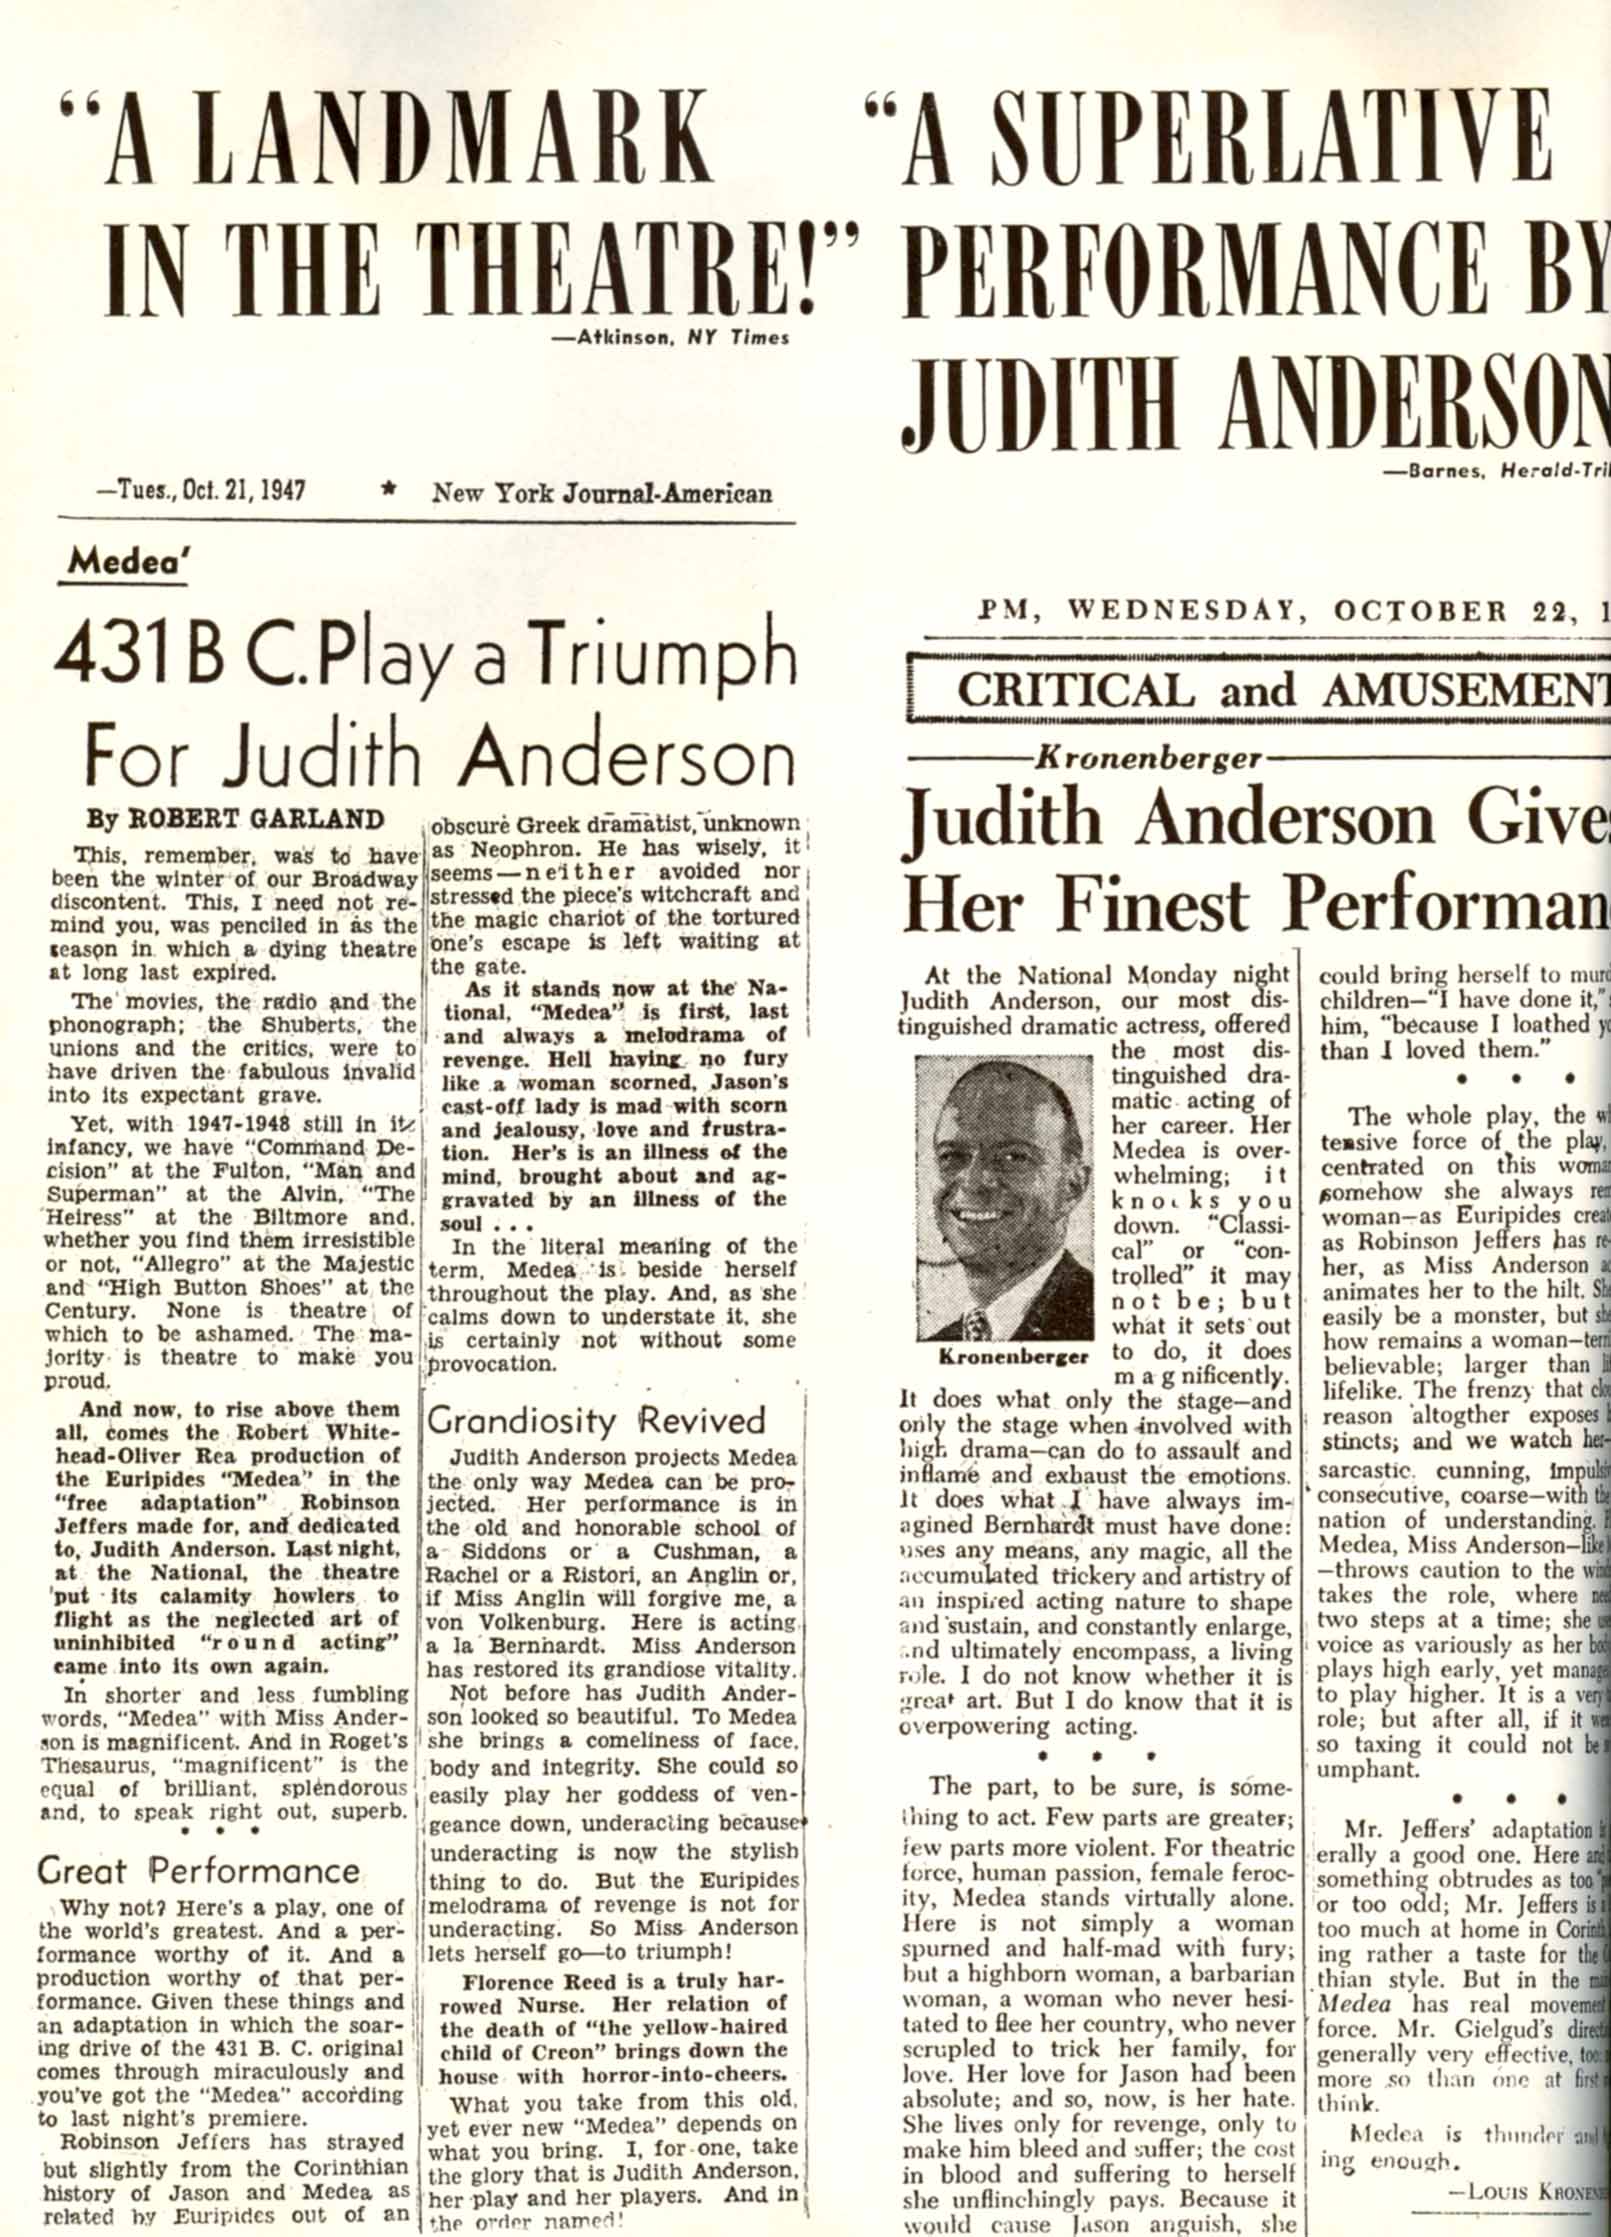 “A LANDMARK
IN THE THEATRE!”
—Atkinson, NY Times
“A SUPERLATIVE
PERFORMANCE BY
JUDITH ANDERSON
—Barnes, Herald-Tri
—Tues., Oct. 21, 1947 ★ New York Journal-American
Medea’
431 B C. Play a Triumph
For Judith Anderson
By ROBERT GARLAND
This, remember, was to have
been the winter of our Broadway
discontent. This, I need not re-
mind you, was penciled in as the
season in which a dying theatre
at long last expired.
The movies, the radio and the
phonograph; the Shuberts, the
unions and the critics, were to
have driven the fabulous invalid
into its expectant grave.
Yet, with 1947-1948 still in its
infancy, we have “Command De-
cision” at the Fulton, “Man and
Superman” at the Alvin, “The
Heiress” at the Biltmore and,
whether you find them irresistible
or not, “Allegro” at the Majestic
and “High Button Shoes” at the
Century. None is theatre of
which to be ashamed. The ma-
jority is theatre to make you
proud.
And now, to rise above them
all, comes the Robert White-
head-Oliver Rea production of
the Euripides “Medea” in the
“free adaptation” Robinson
Jeffers made for, and dedicated
to, Judith Anderson. Last night,
at the National, the theatre
put its calamity howlers to
flight as the neglected art of
uninhibited “round acting”
came into its own again.
In shorter and less fumbling
words, “Medea” with Miss Ander-
son is magnificent. And in Roget’s
Thesaurus, “magnificent” is the
equal of brilliant, splendorous
and, to speak right out, superb.
• • •
Great Performance
Why not? Here’s a play, one of
the world’s greatest. And a per-
formance worthy of it. And a
production worthy of that per-
formance. Given these things and
an adaptation in which the soar-
ing drive of the 431 B. C. original
comes through miraculously and
you’ve got the “Medea” according
to last night’s premiere.
Robinson Jeffers has strayed
but slightly from the Corinthian
history of Jason and Medea as
related by Euripides out of an
obscure Greek dramatist, unknown
as Neophron. He has wisely, it
seems—neither avoided nor
stressed the piece’s witchcraft and
the magic chariot of the tortured
one’s escape is left waiting at
the gate.
As it stands now at the Na-
tional, “Medea” is first, last
and always a melodrama of
revenge. Hell having no fury
like a woman scorned, Jason’s
cast-off lady is mad with scorn
and jealousy, love and frustra-
tion. Her’s is an illness of the
mind, brought about and ag-
gravated by an illness of the
soul . . .
In the literal meaning of the
term, Medea is beside herself
throughout the play. And, as she
calms down to understate it, she
is certainly not without some
provocation.
Grandiosity Revived
Judith Anderson projects Medea
the only way Medea can be pro-
jected. Her performance is in
the old and honorable school of
a Siddons or a Cushman, a
Rachel or a Ristori, an Anglin or,
if Miss Anglin will forgive me, a
von Volkenburg. Here is acting
a la Bernhardt. Miss Anderson
has restored its grandiose vitality.
Not before has Judith Ander-
son looked so beautiful. To Medea
she brings a comeliness of face,
body and integrity. She could so
easily play her goddess of ven-
geance down, underacting because
underacting is now the stylish
thing to do. But the Euripides
melodrama of revenge is not for
underacting. So Miss Anderson
lets herself go—to triumph!
Florence Reed is a truly har-
rowed Nurse. Her relation of
the death of “the yellow-haired
child of Creon” brings down the
house with horror-into-cheers.
What you take from this old,
yet ever new “Medea” depends on
what you bring. I, for one, take
the glory that is Judith Anderson,
her play and her players. And in
the order named!
PM, WEDNESDAY, OCTOBER 22, 1
CRITICAL and AMUSEMENT
Kronenberger
Judith Anderson Give
Her Finest Performan
At the National Monday night
Judith Anderson, our most dis-
tinguished dramatic actress, offered
the most dis-
tinguished dra-
matic acting of
her career. Her
Medea is over-
whelming; it
knocks you
down. “Classi-
cal” or “con-
trolled” it may
not be; but
what it sets out
to do, it does
magnificently.
Kronenberger
It does what only the stage—and
only the stage when involved with
high drama—can do to assault and
inflame and exhaust the emotions.
It does what I have always im-
agined Bernhardt must have done:
uses any means, any magic, all the
accumulated trickery and artistry of
an inspired acting nature to shape
and sustain, and constantly enlarge,
and ultimately encompass, a living
role. I do not know whether it is
great art. But I do know that it is
overpowering acting.
• • •
The part, to be sure, is some-
thing to act. Few parts are greater;
few parts more violent. For theatric
force, human passion, female feroc-
ity, Medea stands virtually alone.
Here is not simply a woman
spurned and half-mad with fury;
but a highborn woman, a barbarian
woman, a woman who never hesi-
tated to flee her country, who never
scrupled to trick her family, for
love. Her love for Jason had been
absolute; and so, now, is her hate.
She lives only for revenge, only to
make him bleed and suffer; the cost
in blood and suffering to herself
she unflinchingly pays. Because it
would cause Jason anguish, she
could bring herself to
children—“I have done it,”
him, “because I loathed
than I loved them.”
• • •
The whole play, the
tensive force of the play,
centrated on this
somehow she always
woman—as Euripides
as Robinson Jeffers has re-
her, as Miss Anderson
animates her to the hilt.
easily be a monster, but
how remains a woman—
believable; larger than
lifelike. The frenzy that
reason altogther exposes
stincts; and we watch her—
sarcastic, cunning,
consecutive, coarse—with
nation of understanding.
Medea, Miss Anderson—like
—throws caution to the
takes the role, where
two steps at a time; she
voice as variously as her
plays high early, yet
to play higher. It is a
role; but after all, if it
so taxing it could not be
umphant.
• • •
Mr. Jeffers’ adaptation
erally a good one. Here
something obtrudes as too
or too odd; Mr. Jeffers is
too much at home in
ing rather a taste for the
thian style. But in the
Medea has real
force. Mr. Gielgud’s
generally very effective,
more so than one at first
think.
Medea is thunder
ing enough.
—LOUIS